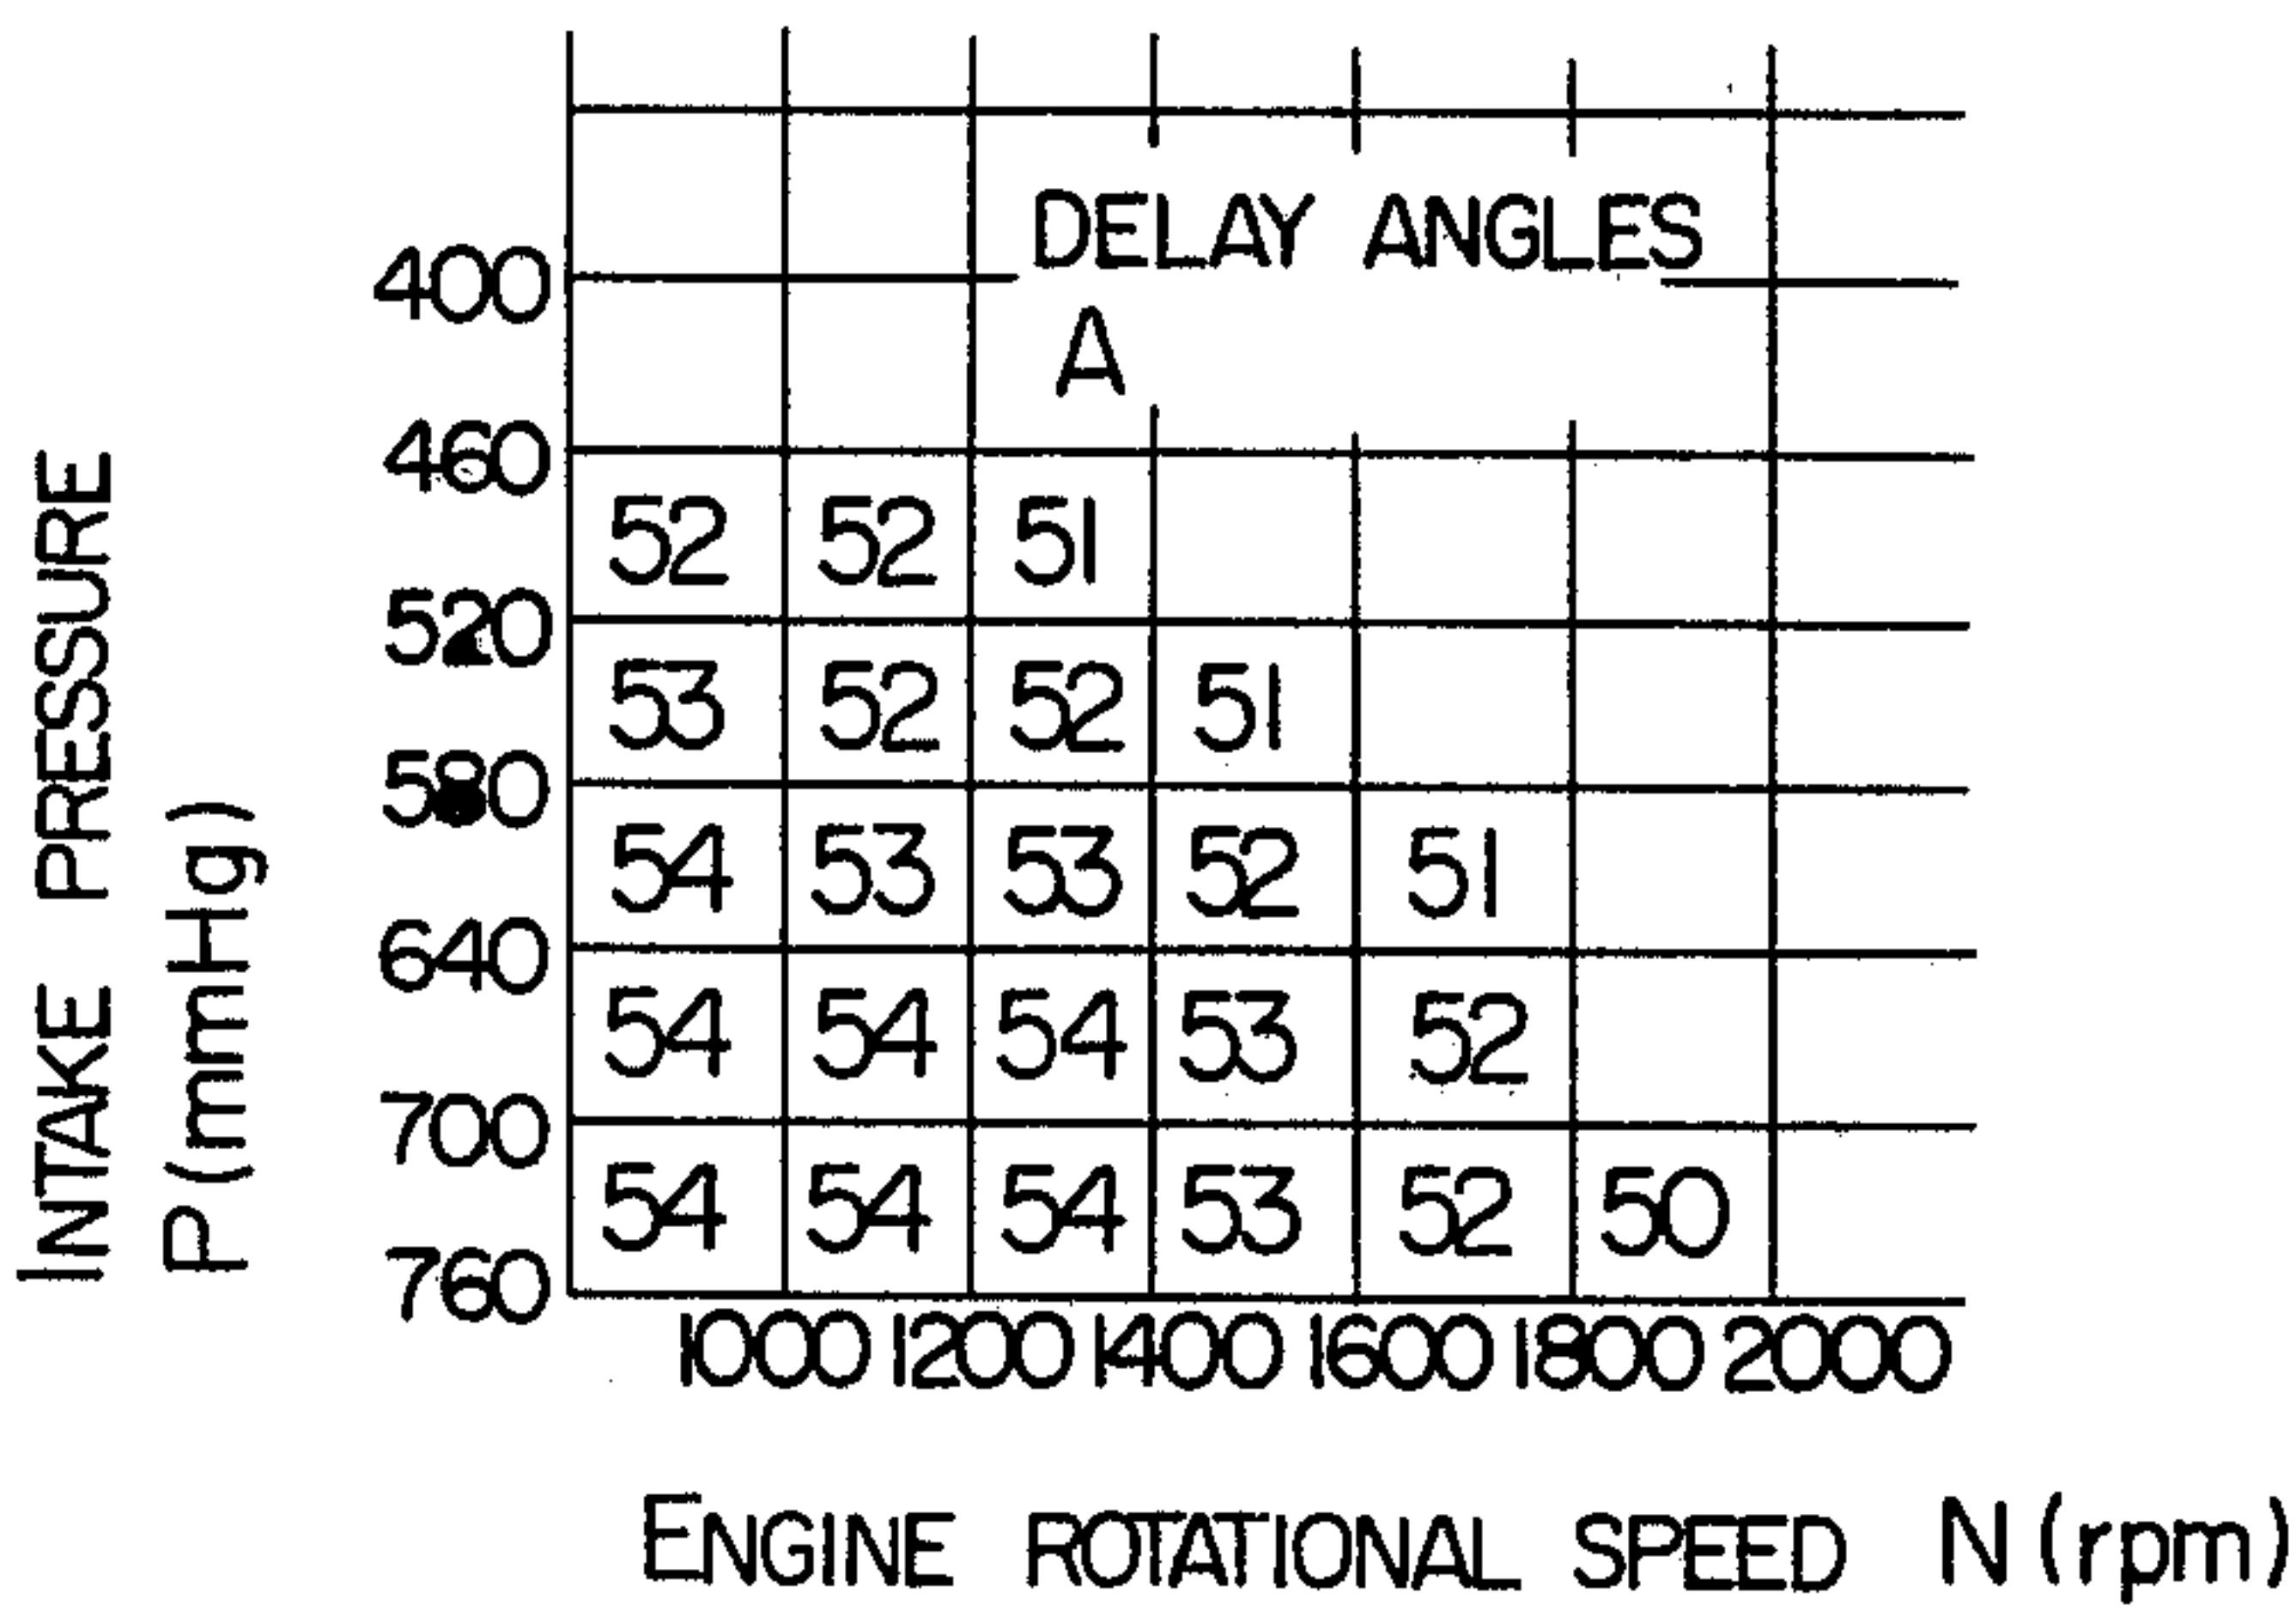 DELAY ANGLES
400
A
460
52 52 51
520
53 52 52 51
580
54 53 53 52 51
640
54 54 54 53 52
700
54 54 54 53 52 50
760
1000 1200 1400 1600 1800 2000
ENGINE ROTATIONAL SPEED N (rpm)
INTAKE PRESSURE
P (mmHg)